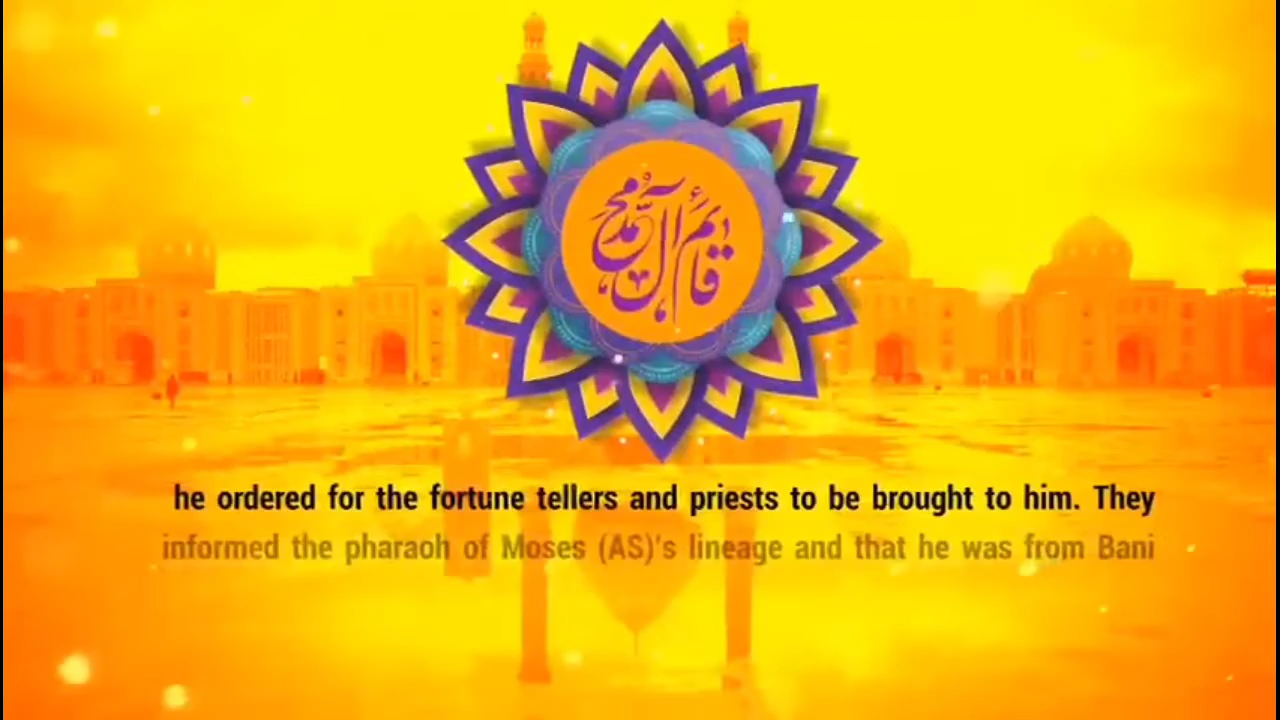 قائم آل محمد
he ordered for the fortune tellers and priests to be brought to him. They
informed the pharaoh of Moses (AS)'s lineage and that he was from Bani